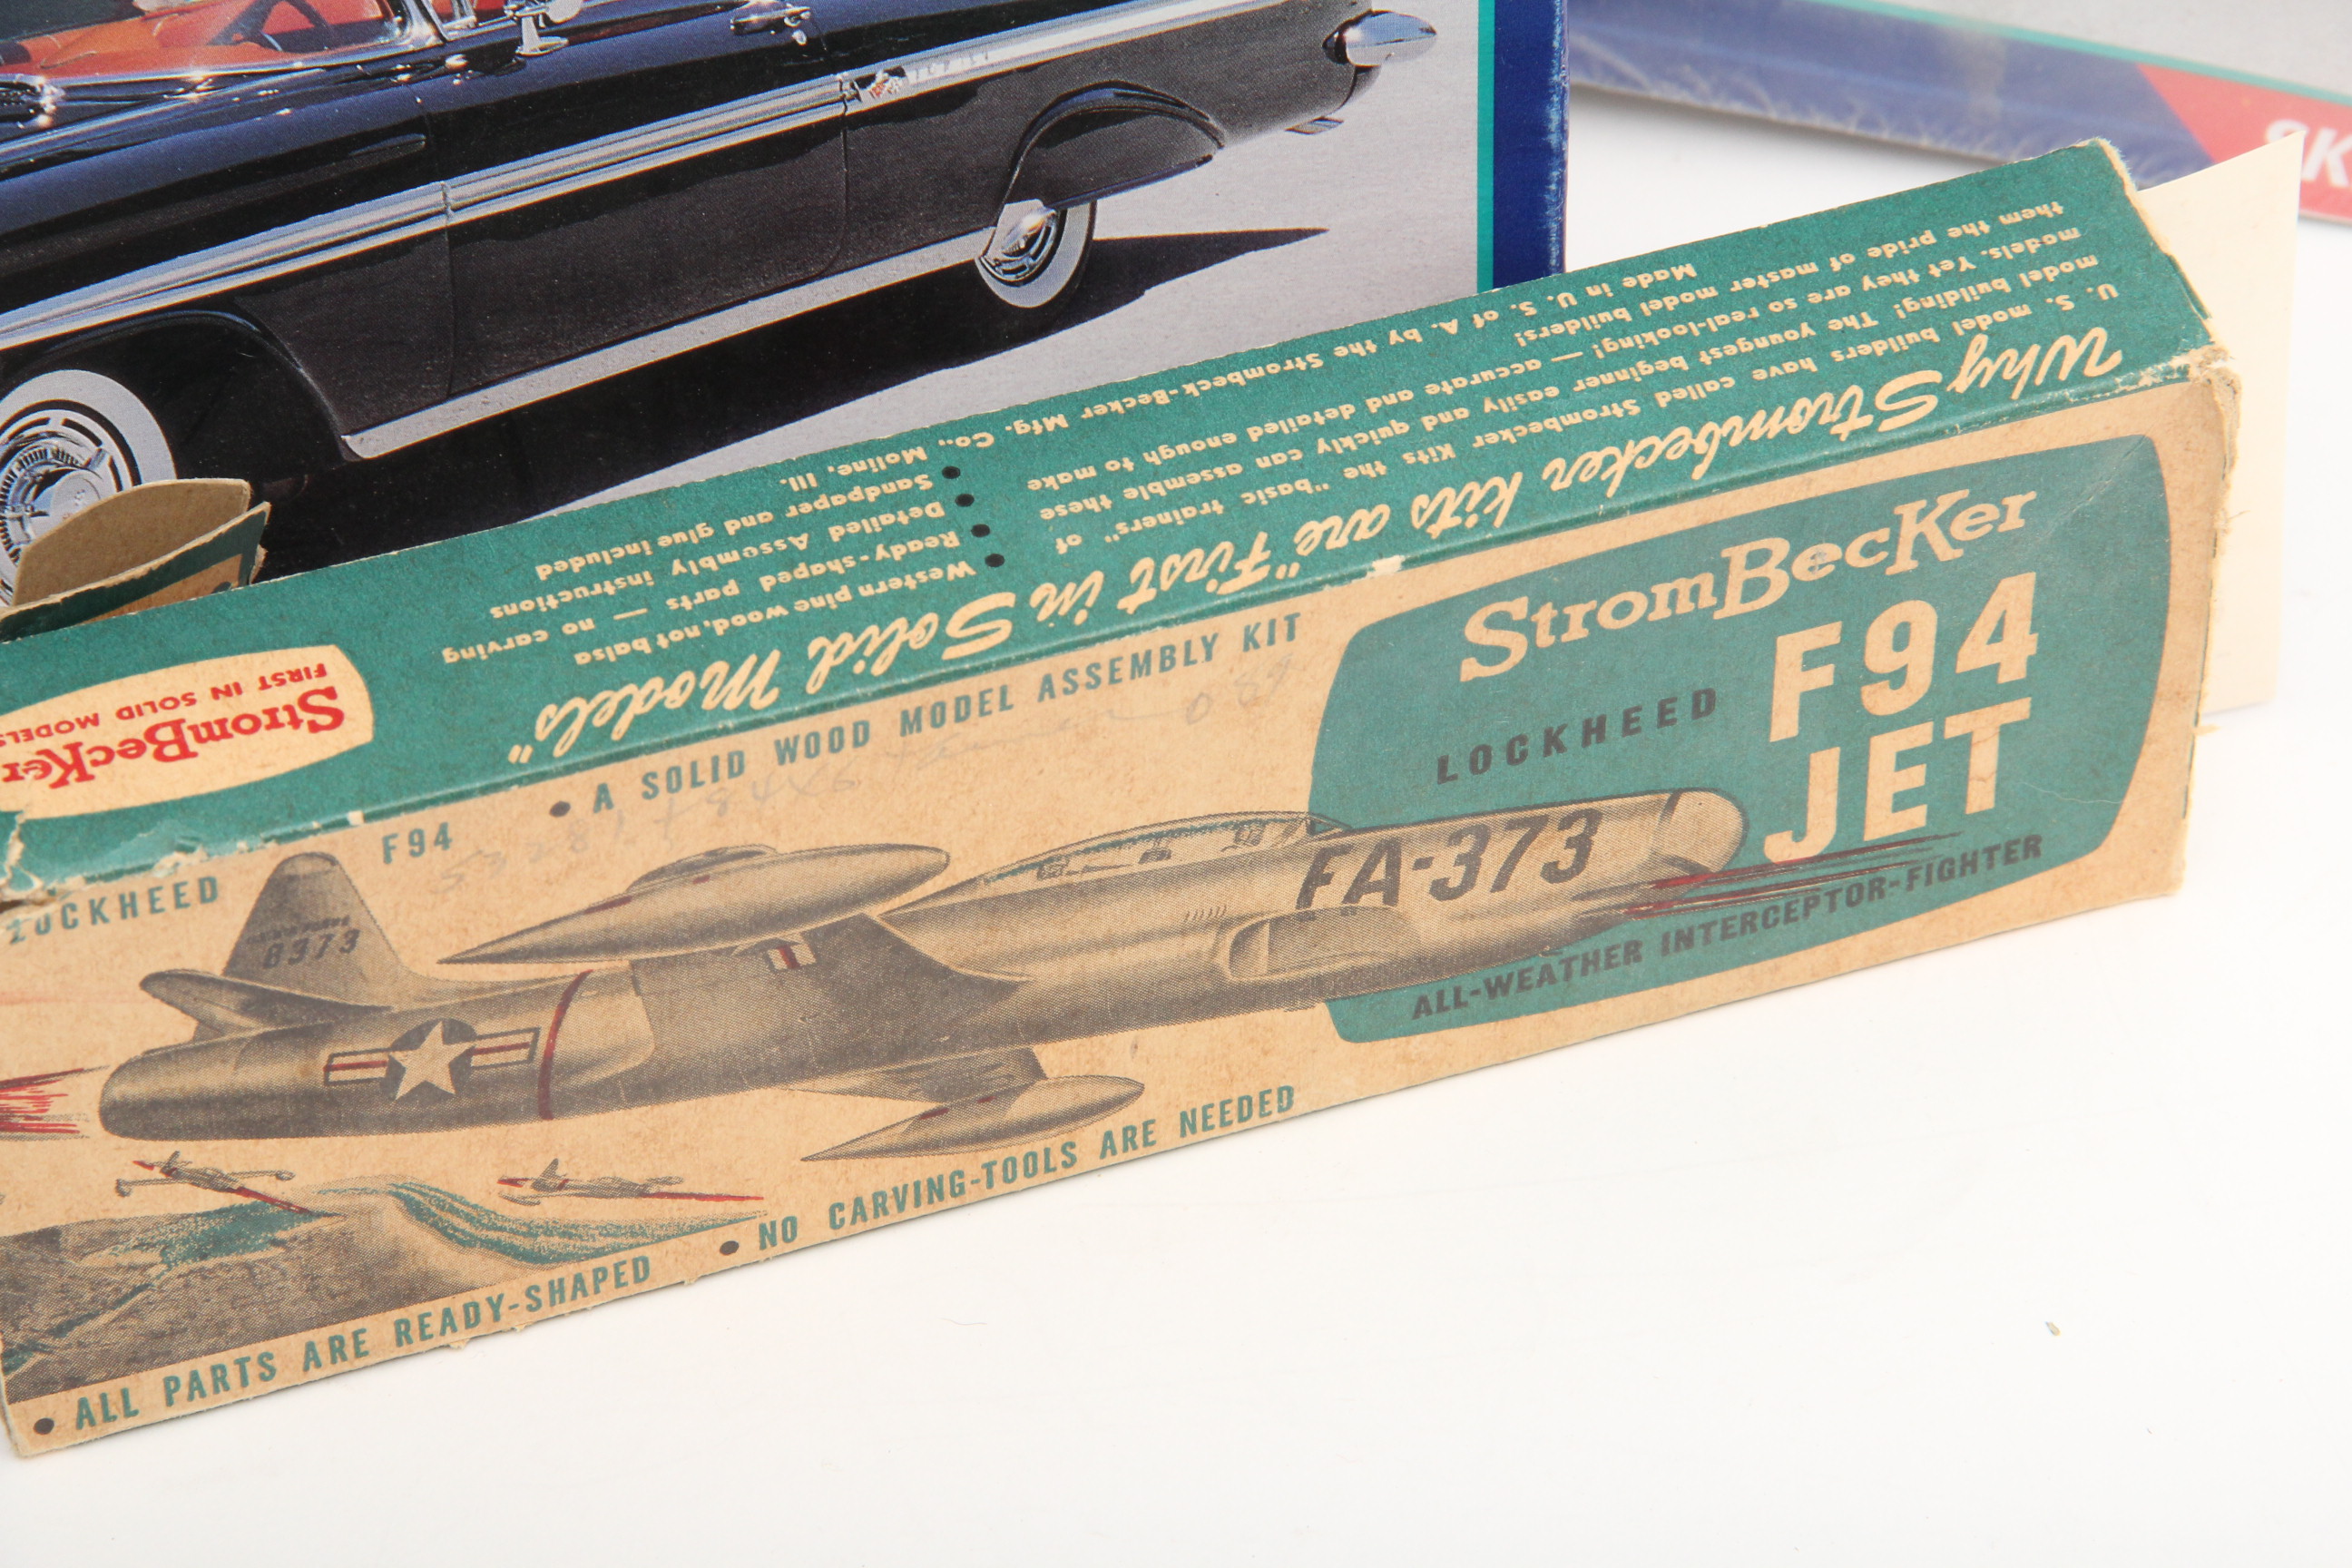 Why Strombecker kits are "First in Solid Models"
U. S. model builders have called Strombecker Kits the "basic trainers" of
model building! The youngest beginner easily and quickly can assemble these
models. Yet they are so real-looking! — accurate and detailed enough to make
them the pride of master model builders!
Made in U. S. of A. by the Strombeck-Becker Mfg. Co., Moline, Ill.
• Western pine wood, not balsa
• Ready-shaped parts — no carving
• Detailed Assembly instructions
• Sandpaper and glue included
StromBecKer
FIRST IN SOLID MODELS
StromBecKer
LOCKHEED
F94
JET
ALL-WEATHER INTERCEPTOR-FIGHTER
• A SOLID WOOD MODEL ASSEMBLY KIT
LOCKHEED F94
FA-373
8373
• ALL PARTS ARE READY-SHAPED • NO CARVING-TOOLS ARE NEEDED